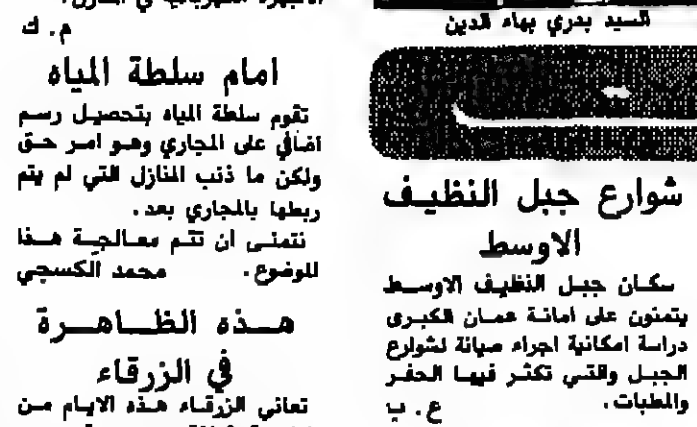 السيد بدري بهاء الدين
شوارع جبل النظيف
الاوسط
سكان جبل النظيف الاوسط
يتمنون على امانة عمان الكبرى
دراسة امكانية اجراء صيانة لشوارع
الجبل والتي تكثر فيها الحفر
والمطبات.
ع. ب
م. ك
امام سلطة المياه
تقوم سلطة المياه بتحصيل رسم
اضافي على المجاري وهو امر حق
ولكن ما ذنب المنازل التي لم يتم
ربطها بالمجاري بعد.
نتمنى ان تتم معالجة هذا
الموضوع. محمد الكسجي
هذه الظاهرة
في الزرقاء
تعاني الزرقاء هذه الايام من